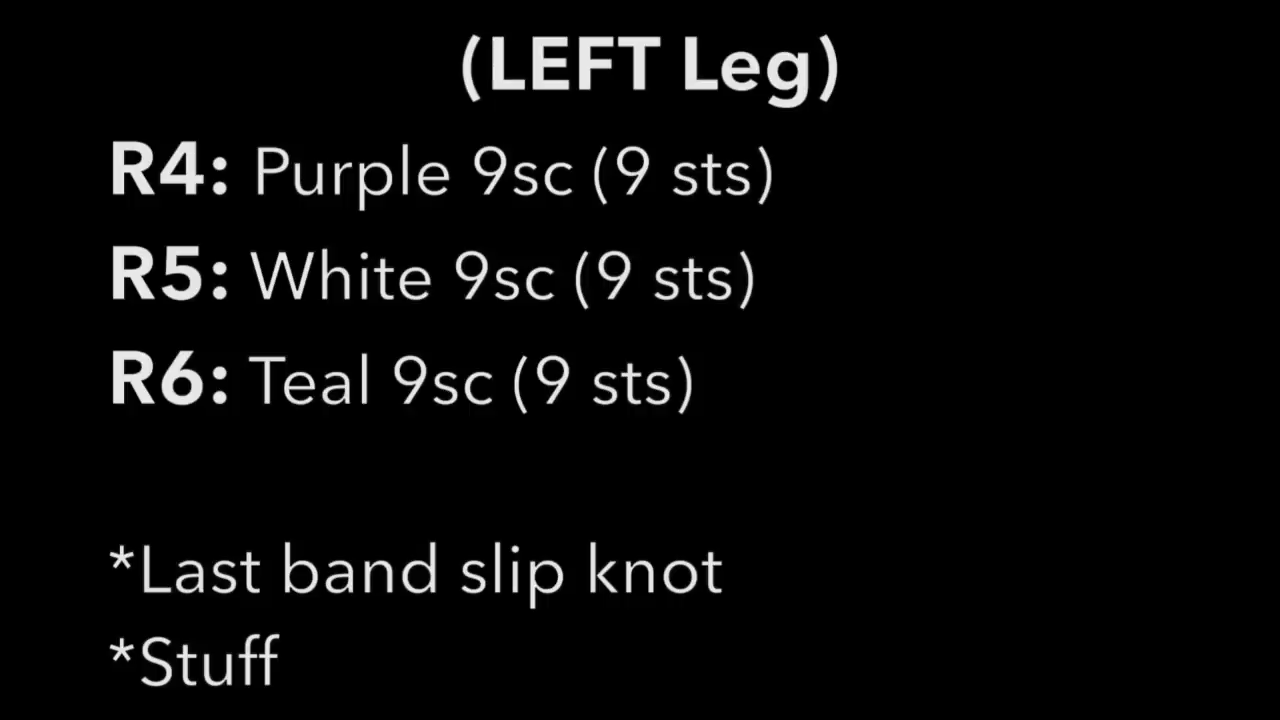 (LEFT Leg)
R4: Purple 9sc (9 sts)
R5: White 9sc (9 sts)
R6: Teal 9sc (9 sts)
*Last band slip knot
*Stuff